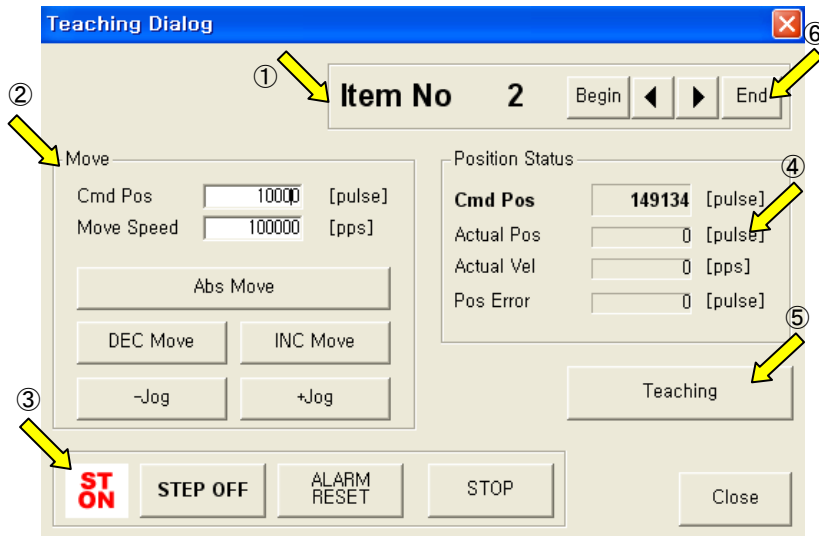 Teaching Dialog
⑥
①
Item No 2 Begin End
②
Move
Cmd Pos 10000 [pulse]
Move Speed 100000 [pps]
Abs Move
DEC Move INC Move
-Jog +Jog
Position Status
④
Cmd Pos 149134 [pulse]
Actual Pos 0 [pulse]
Actual Vel 0 [pps]
Pos Error 0 [pulse]
⑤
Teaching
③
ST
ON
STEP OFF
ALARM
RESET
STOP
Close